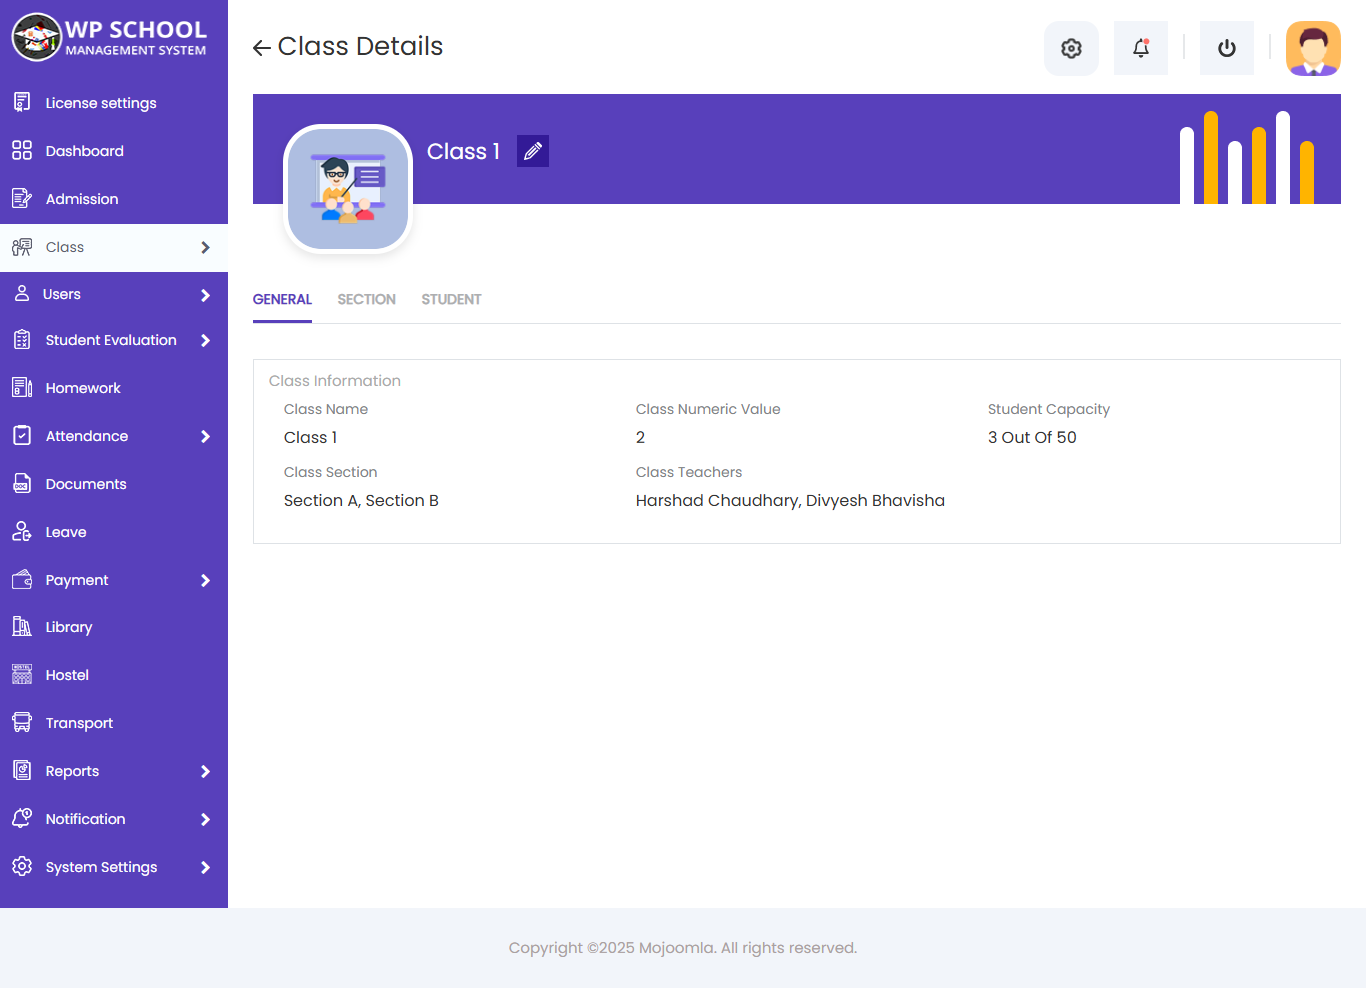 WP SCHOOL
MANAGEMENT SYSTEM
License settings
Dashboard
Admission
Class
Users
Student Evaluation
Homework
Attendance
Documents
Leave
Payment
Library
Hostel
Transport
Reports
Notification
System Settings
Class Details
Class 1
GENERAL SECTION STUDENT
Class Information
Class Name Class Numeric Value Student Capacity
Class 1 2 3 Out Of 50
Class Section Class Teachers
Section A, Section B Harshad Chaudhary, Divyesh Bhavisha
Copyright ©2025 Mojoomla. All rights reserved.